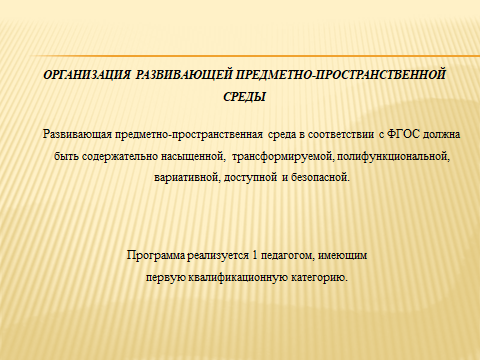 ОРГАНИЗАЦИЯ РАЗВИВАЮЩЕЙ ПРЕДМЕТНО-ПРОСТРАНСТВЕННОЙ
СРЕДЫ
Развивающая предметно-пространственная среда в соответствии с ФГОС должна
быть содержательно насыщенной, трансформируемой, полифункциональной,
вариативной, доступной и безопасной.
Программа реализуется 1 педагогом, имеющим
первую квалификационную категорию.